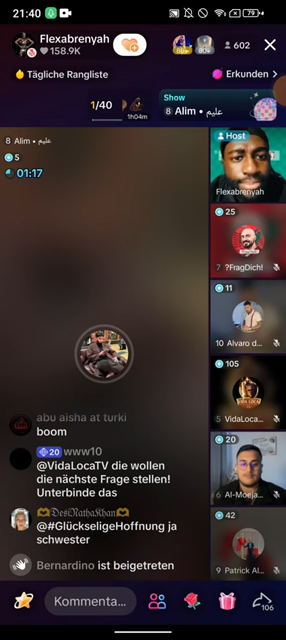 21:40
79
Flexabrenyah
158.9K
602
Tägliche Rangliste
Erkunden >
1/40
1h04m
Show
8 Alim • عليم
8 Alim • عليم
5
01:17
Host
Flexabrenyah
25
7 ?FragDich!
11
10 Alvaro d...
105
5 VidaLoca...
20
6 Al-Moeja...
42
9 Patrick Al...
abu aisha at turki
boom
20 www10
@VidaLocaTV die wollen
die nächste Frage stellen!
Unterbinde das
🫶DesiRathaKhan🫶
@#GlückseligeHoffnung ja
schwester
Bernardino ist beigetreten
Kommenta...
106